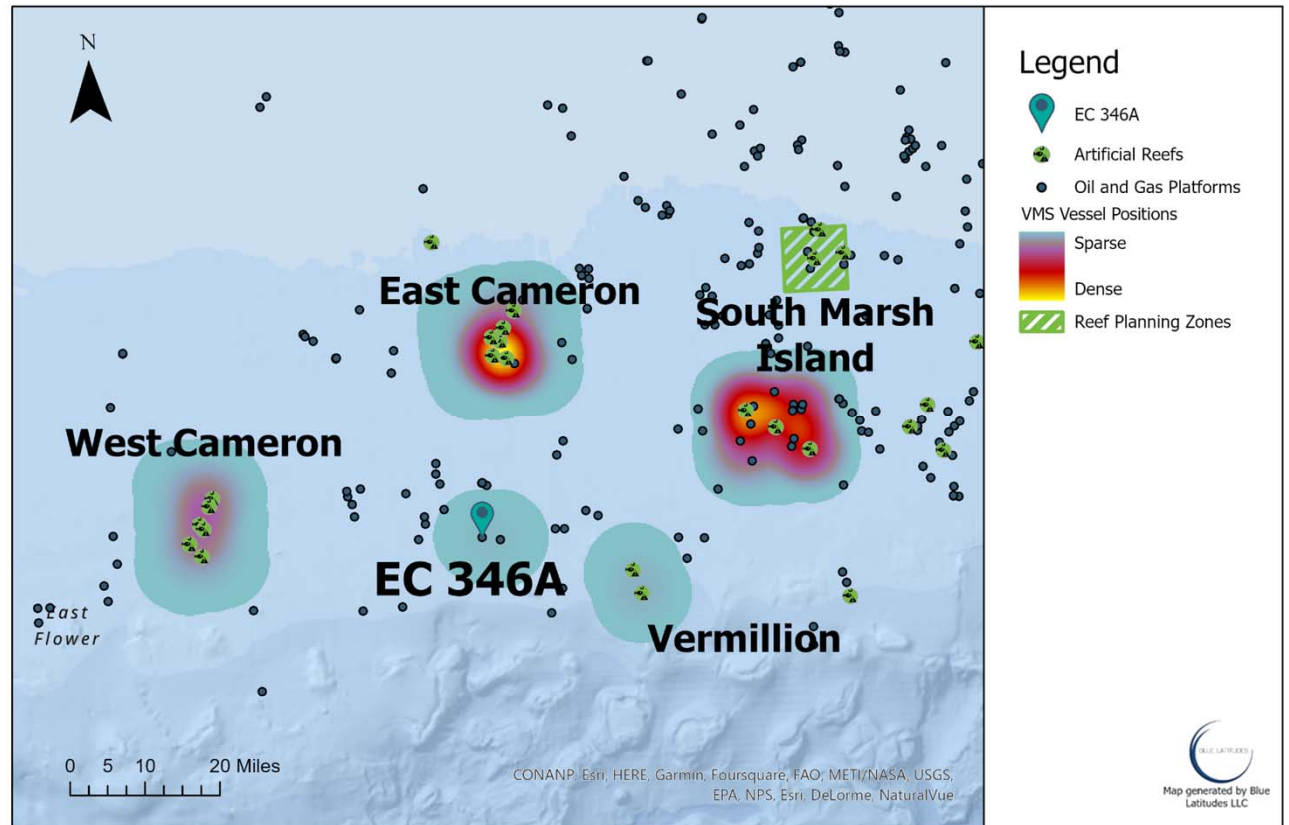 N
East Cameron
South Marsh
Island
West Cameron
EC 346A
Vermillion
East
Flower
0 5 10 20 Miles
CONANP, Esri, HERE, Garmin, Foursquare, FAO, METI/NASA, USGS,
EPA, NPS, Esri, DeLorme, NaturalVue
Legend
EC 346A
Artificial Reefs
Oil and Gas Platforms
VMS Vessel Positions
Sparse
Dense
Reef Planning Zones
BLUE LATITUDES
Map generated by Blue
Latitudes LLC